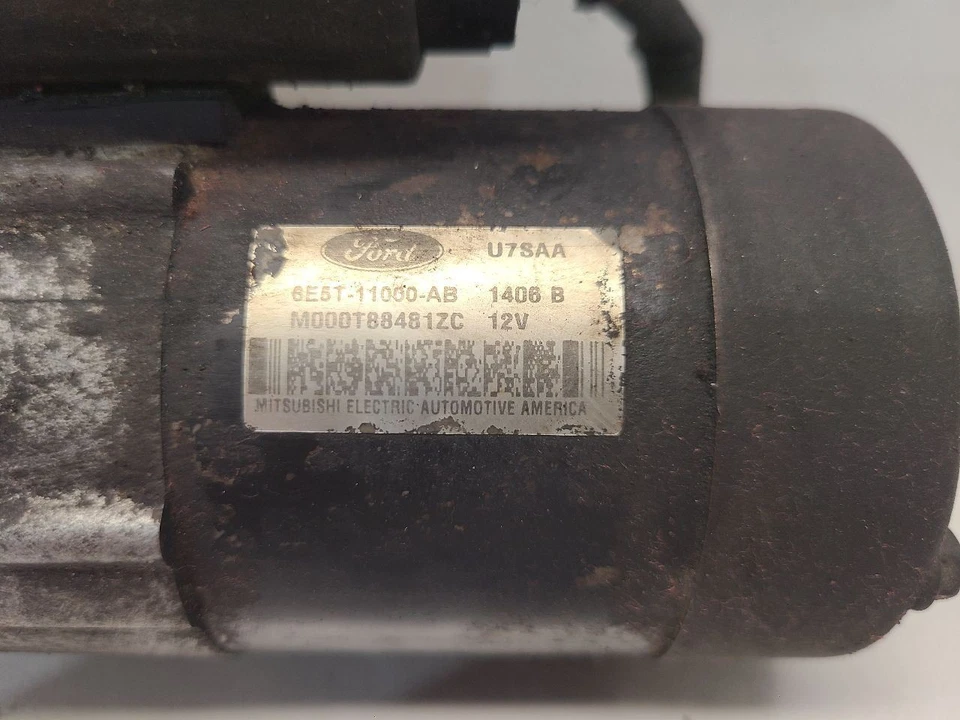 Ford U7SAA
6E5T-11000-AB 1406 B
M000T88481ZC 12V
MITSUBISHI ELECTRIC AUTOMOTIVE AMERICA